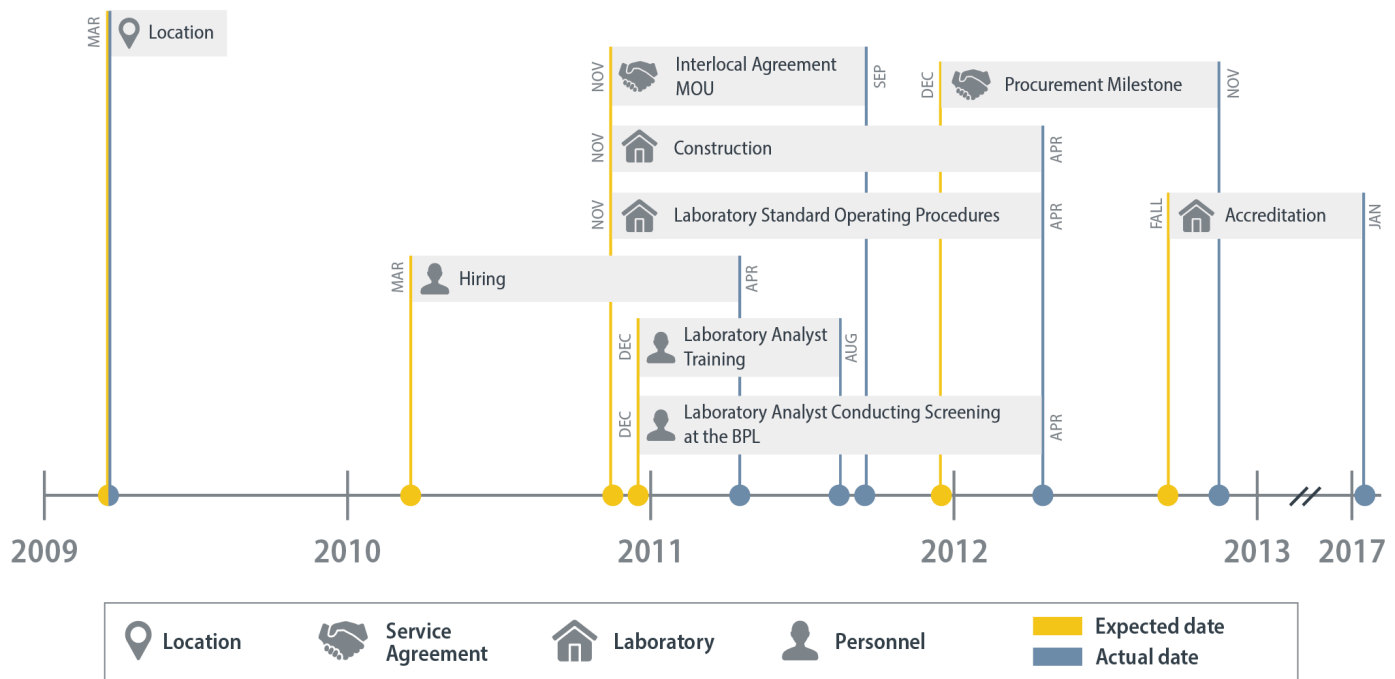 MAR
Location
NOV
Interlocal Agreement
MOU
SEP
DEC
Procurement Milestone
NOV
NOV
Construction
APR
NOV
Laboratory Standard Operating Procedures
APR
FALL
Accreditation
JAN
MAR
Hiring
APR
DEC
Laboratory Analyst
Training
AUG
DEC
Laboratory Analyst Conducting Screening
at the BPL
APR
2009
2010
2011
2012
2013
2017
Location
Service
Agreement
Laboratory
Personnel
Expected date
Actual date